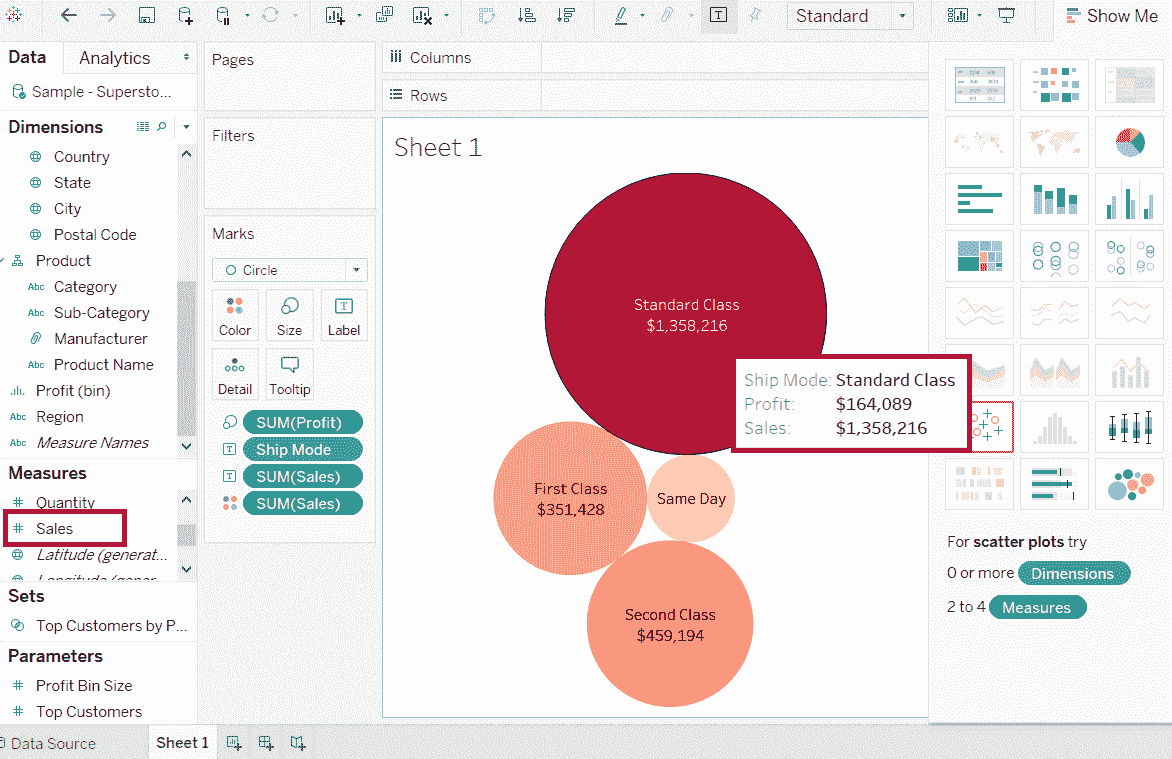 Standard
Show Me
Data
Analytics
Sample - Supersto...
Dimensions
Country
State
City
Postal Code
Product
Abc Category
Abc Sub-Category
Manufacturer
Abc Product Name
Profit (bin)
Abc Region
Abc Measure Names
Measures
# Quantity
# Sales
Latitude (generat...
Longitude (gener...
Sets
Top Customers by P...
Parameters
# Profit Bin Size
# Top Customers
Pages
Filters
Marks
Circle
Color
Size
Label
Detail
Tooltip
SUM(Profit)
Ship Mode
SUM(Sales)
SUM(Sales)
Columns
Rows
Sheet 1
Standard Class
$1,358,216
Ship Mode: Standard Class
Profit: $164,089
Sales: $1,358,216
First Class
$351,428
Same Day
Second Class
$459,194
For scatter plots try
0 or more Dimensions
2 to 4 Measures
Data Source
Sheet 1